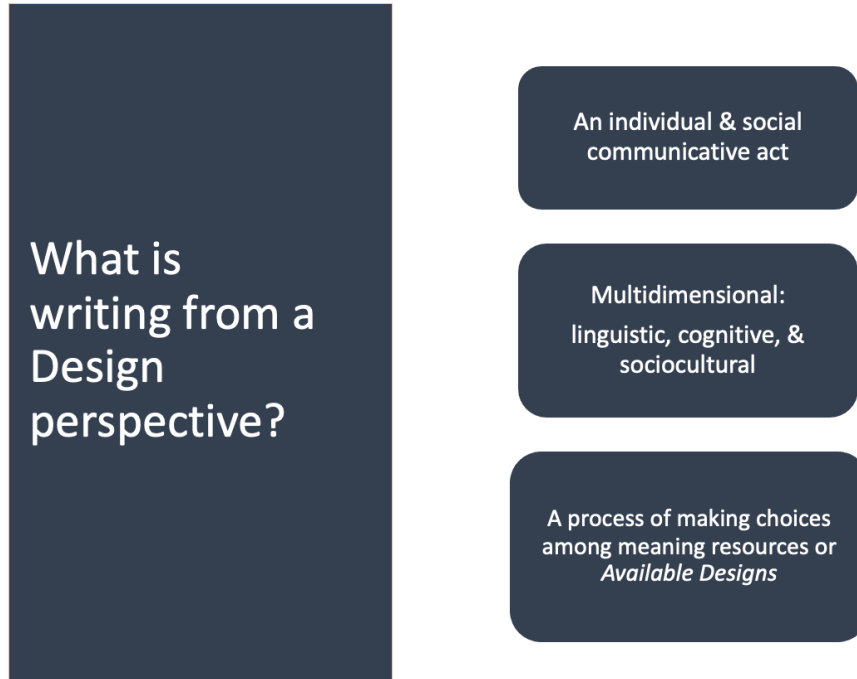 What is
writing from a
Design
perspective?
An individual & social
communicative act
Multidimensional:
linguistic, cognitive, &
sociocultural
A process of making choices
among meaning resources or
Available Designs